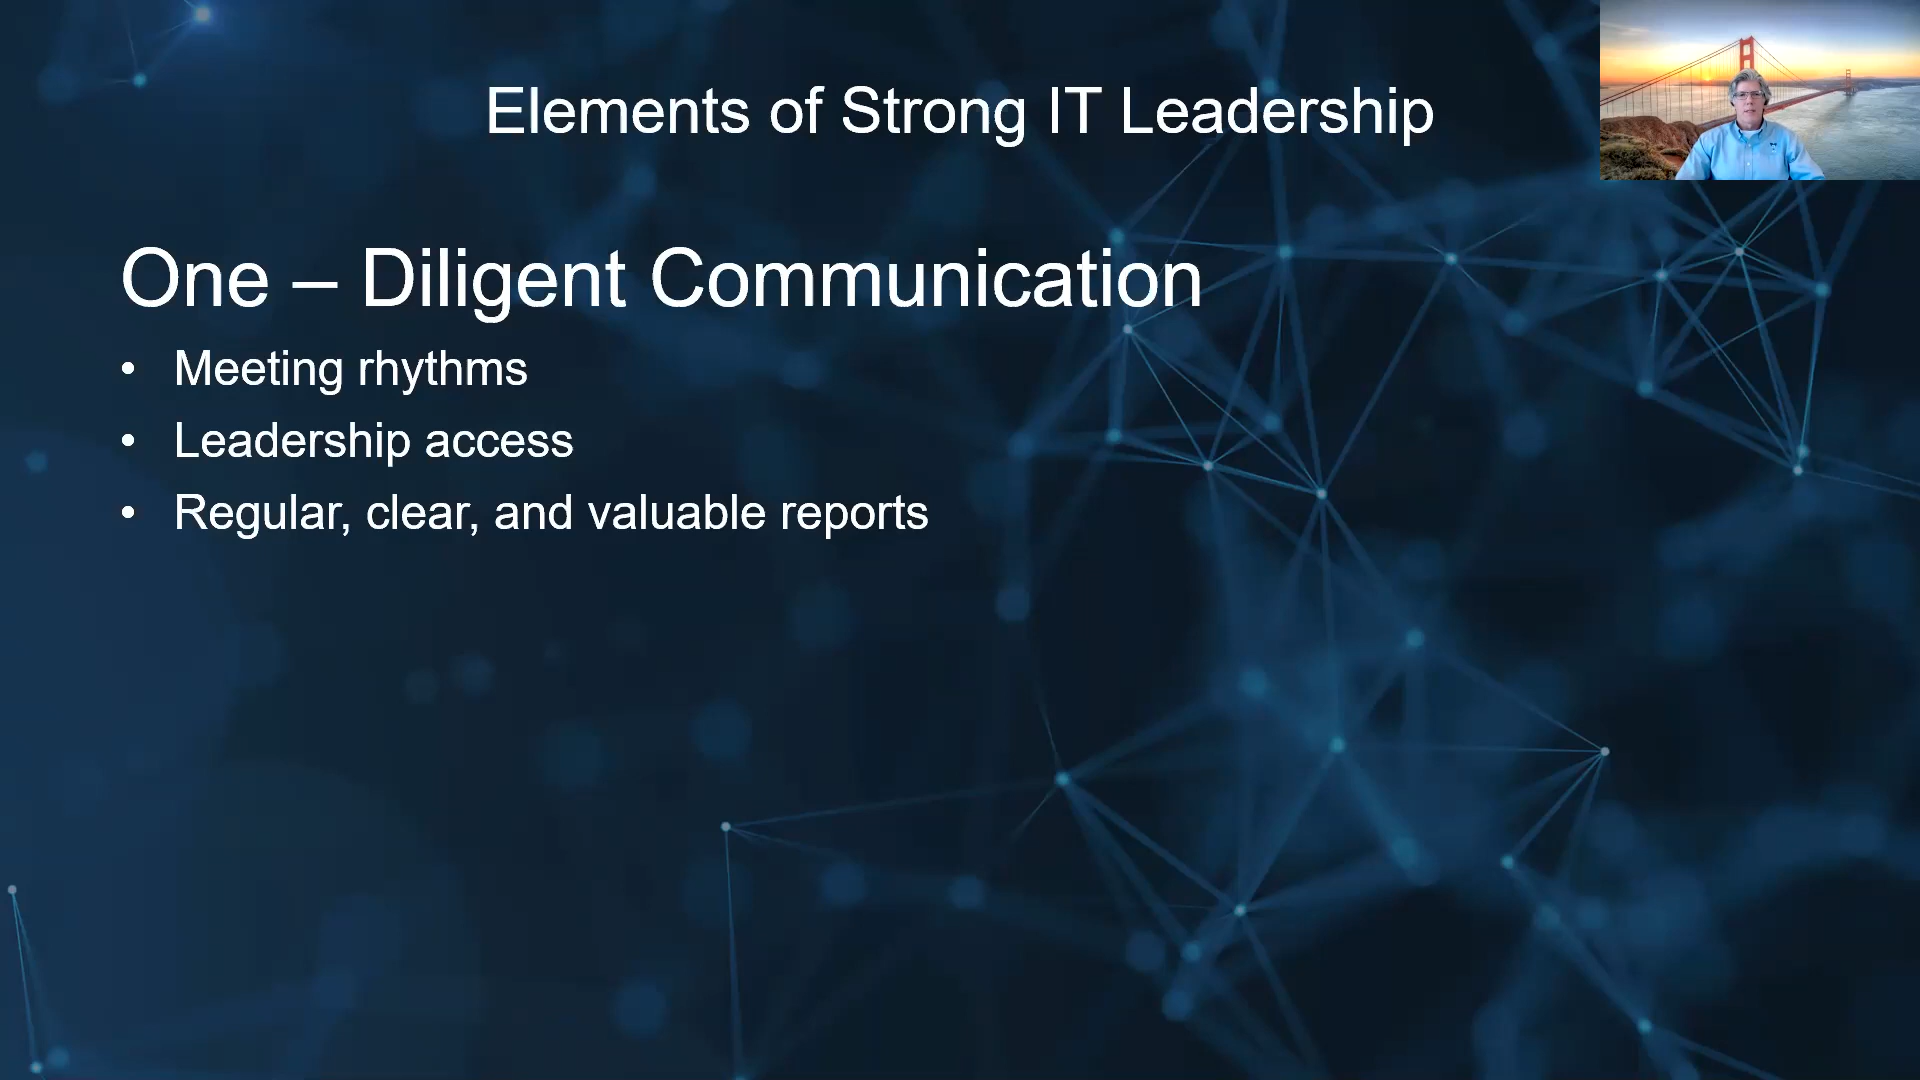 Elements of Strong IT Leadership
One – Diligent Communication
• Meeting rhythms
• Leadership access
• Regular, clear, and valuable reports